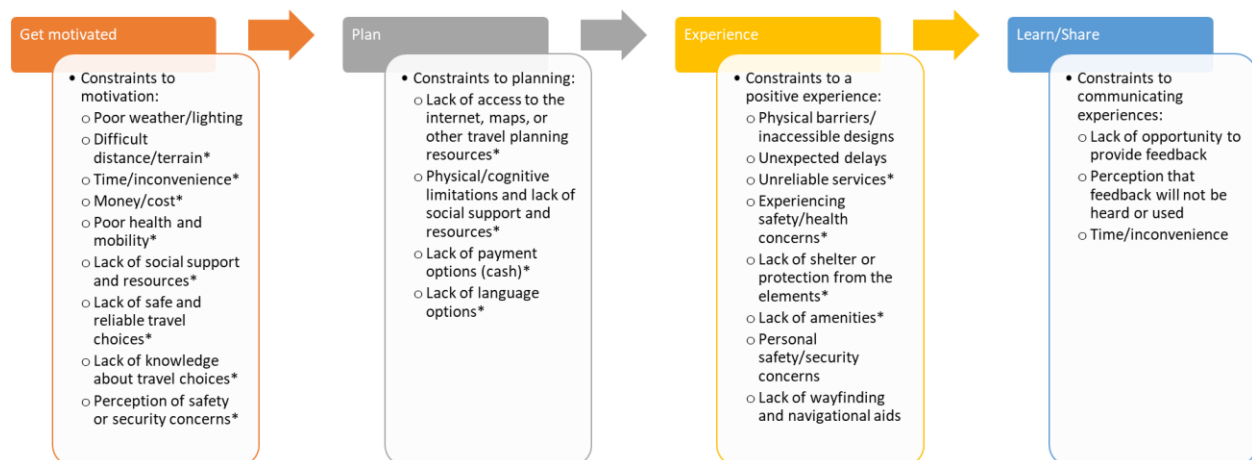 Get motivated
• Constraints to
motivation:
o Poor weather/lighting
o Difficult
distance/terrain*
o Time/inconvenience*
o Money/cost*
o Poor health and
mobility*
o Lack of social support
and resources*
o Lack of safe and
reliable travel
choices*
o Lack of knowledge
about travel choices*
o Perception of safety
or security concerns*
Plan
• Constraints to planning:
o Lack of access to the
internet, maps, or
other travel planning
resources*
o Physical/cognitive
limitations and lack of
social support and
resources*
o Lack of payment
options (cash)*
o Lack of language
options*
Experience
• Constraints to a
positive experience:
o Physical barriers/
inaccessible designs
o Unexpected delays
o Unreliable services*
o Experiencing
safety/health
concerns*
o Lack of shelter or
protection from the
elements*
o Lack of amenities*
o Personal
safety/security
concerns
o Lack of wayfinding
and navigational aids
Learn/Share
• Constraints to
communicating
experiences:
o Lack of opportunity to
provide feedback
o Perception that
feedback will not be
heard or used
o Time/inconvenience